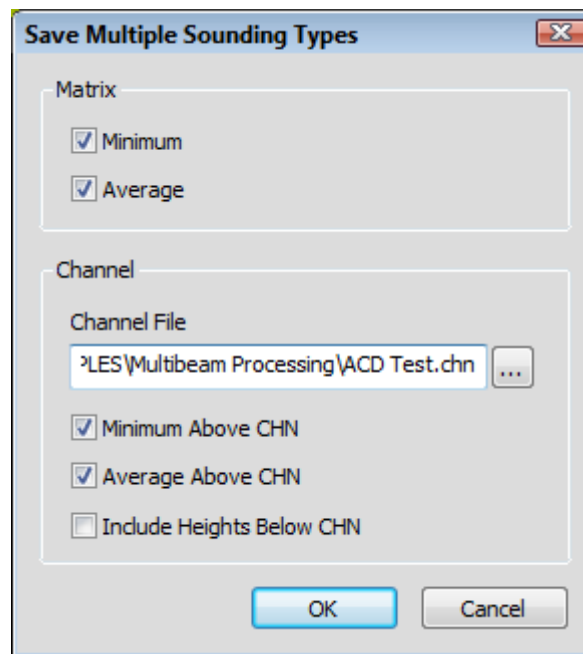 Save Multiple Sounding Types
Matrix
Minimum
Average
Channel
Channel File
PLES\Multibeam Processing\ACD Test.chn
...
Minimum Above CHN
Average Above CHN
Include Heights Below CHN
OK Cancel